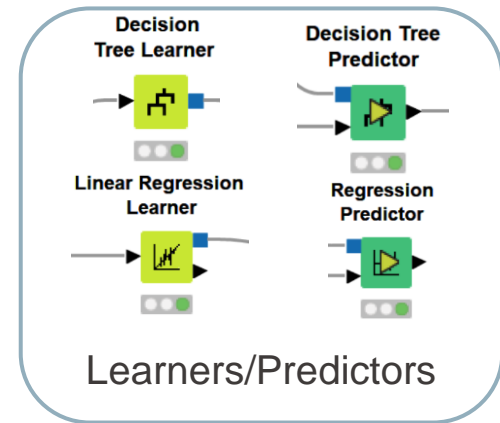 Decision
Tree Learner
Decision Tree
Predictor
Linear Regression
Learner
Regression
Predictor
Learners/Predictors